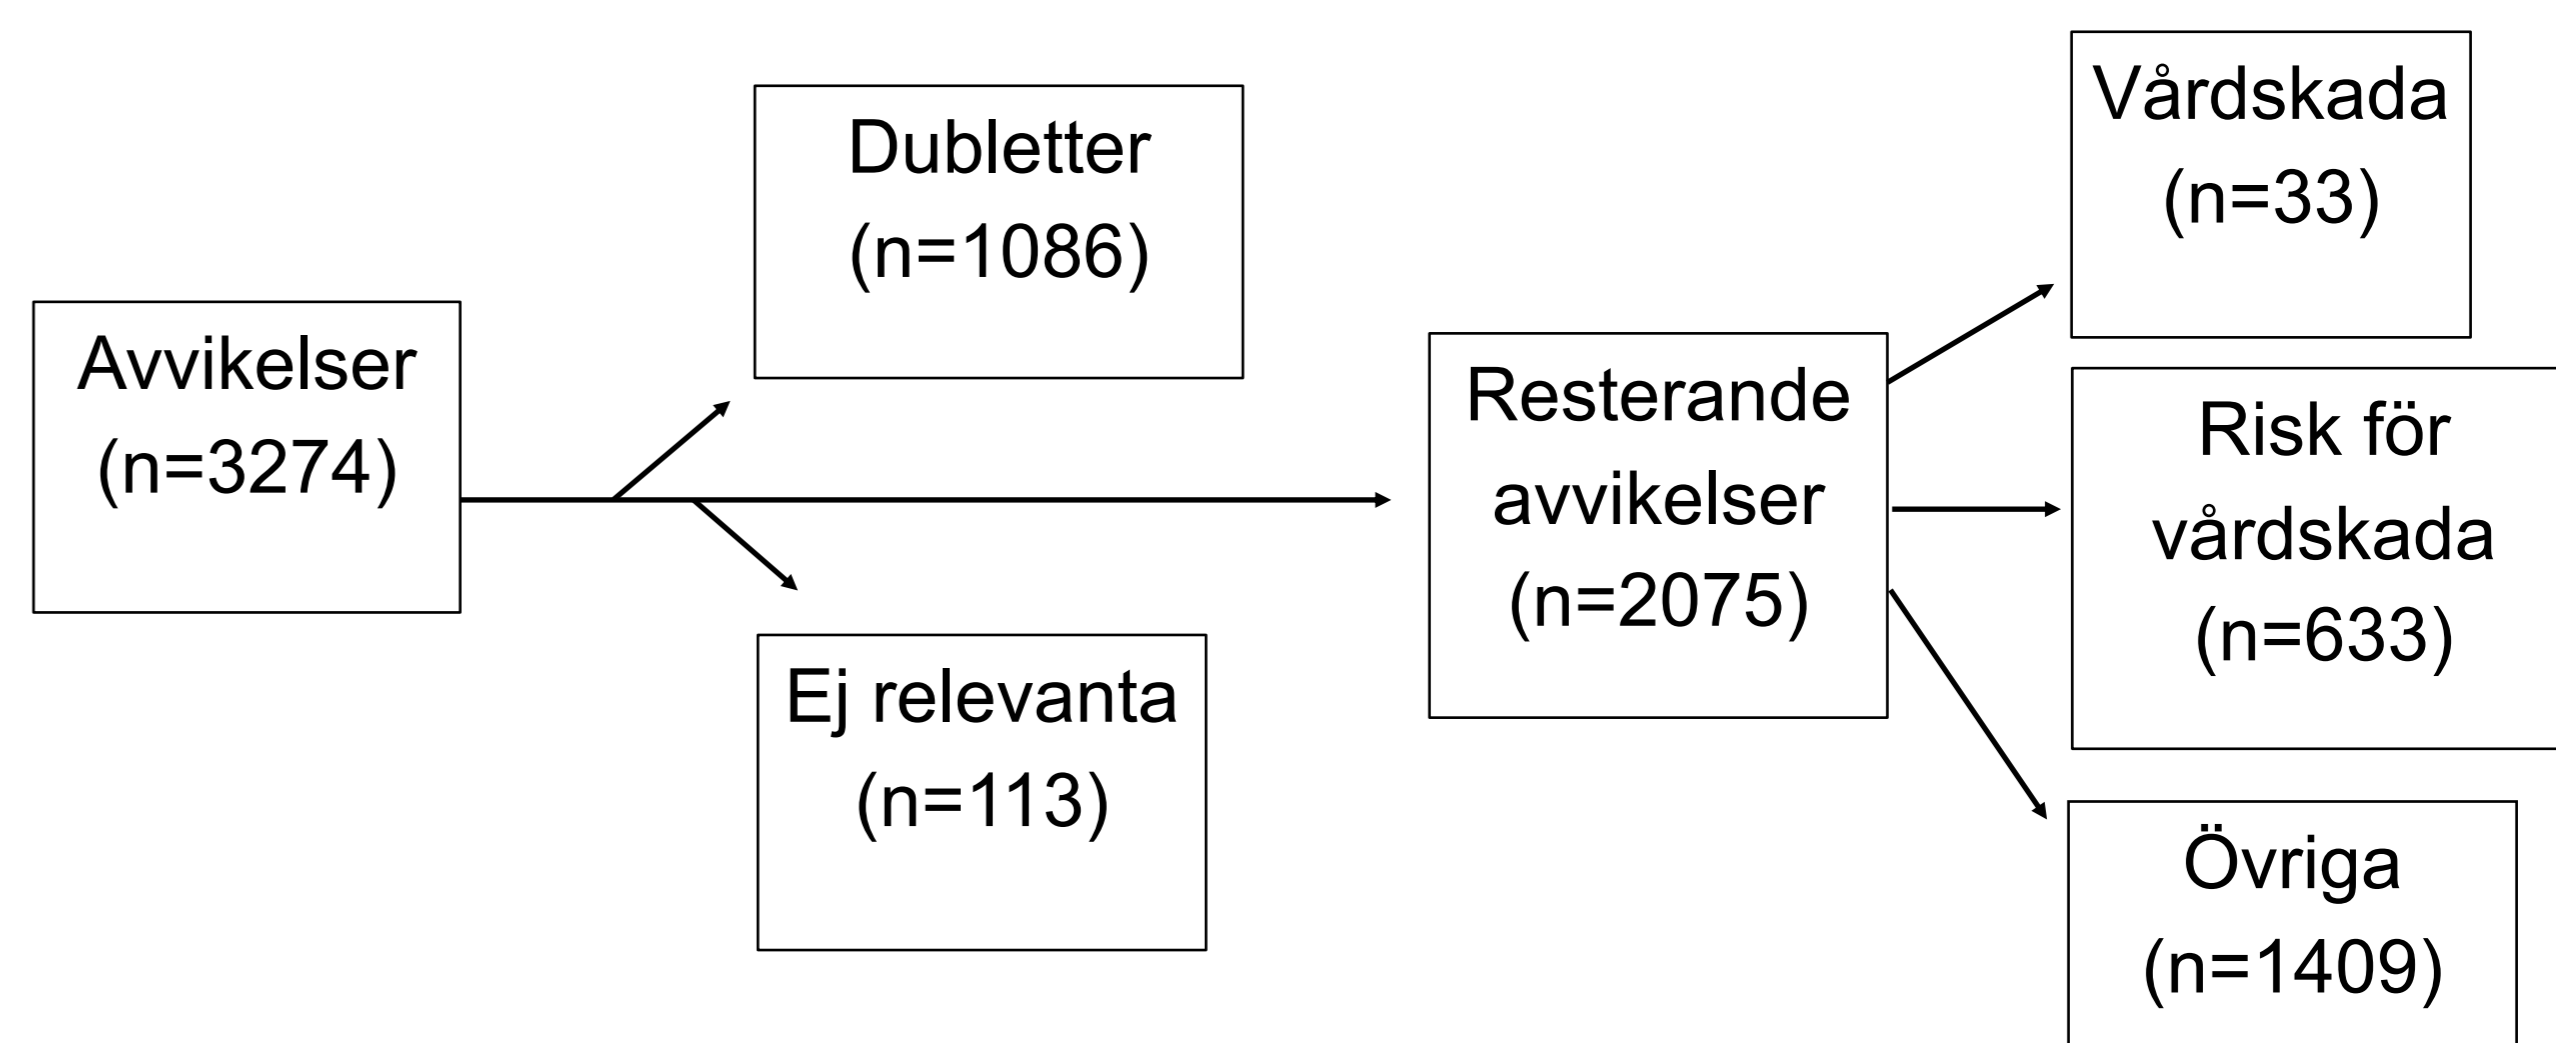 Avvikelser
(n=3274)
Dubletter
(n=1086)
Ej relevanta
(n=113)
Resterande
avvikelser
(n=2075)
Vårdskada
(n=33)
Risk för
vårdskada
(n=633)
Övriga
(n=1409)